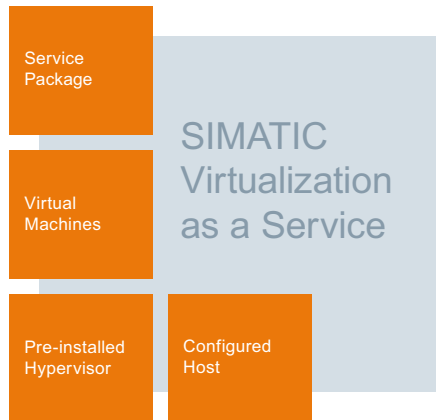 Service
Package
SIMATIC
Virtualization
as a Service
Virtual
Machines
Pre-installed
Hypervisor
Configured
Host